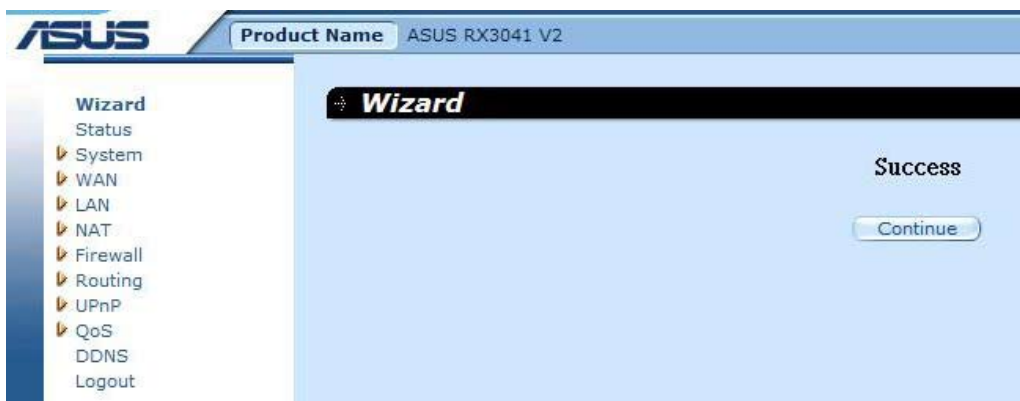 ASUS
Product Name ASUS RX3041 V2
Wizard
Status
System
WAN
LAN
NAT
Firewall
Routing
UPnP
QoS
DDNS
Logout
Wizard
Success
Continue